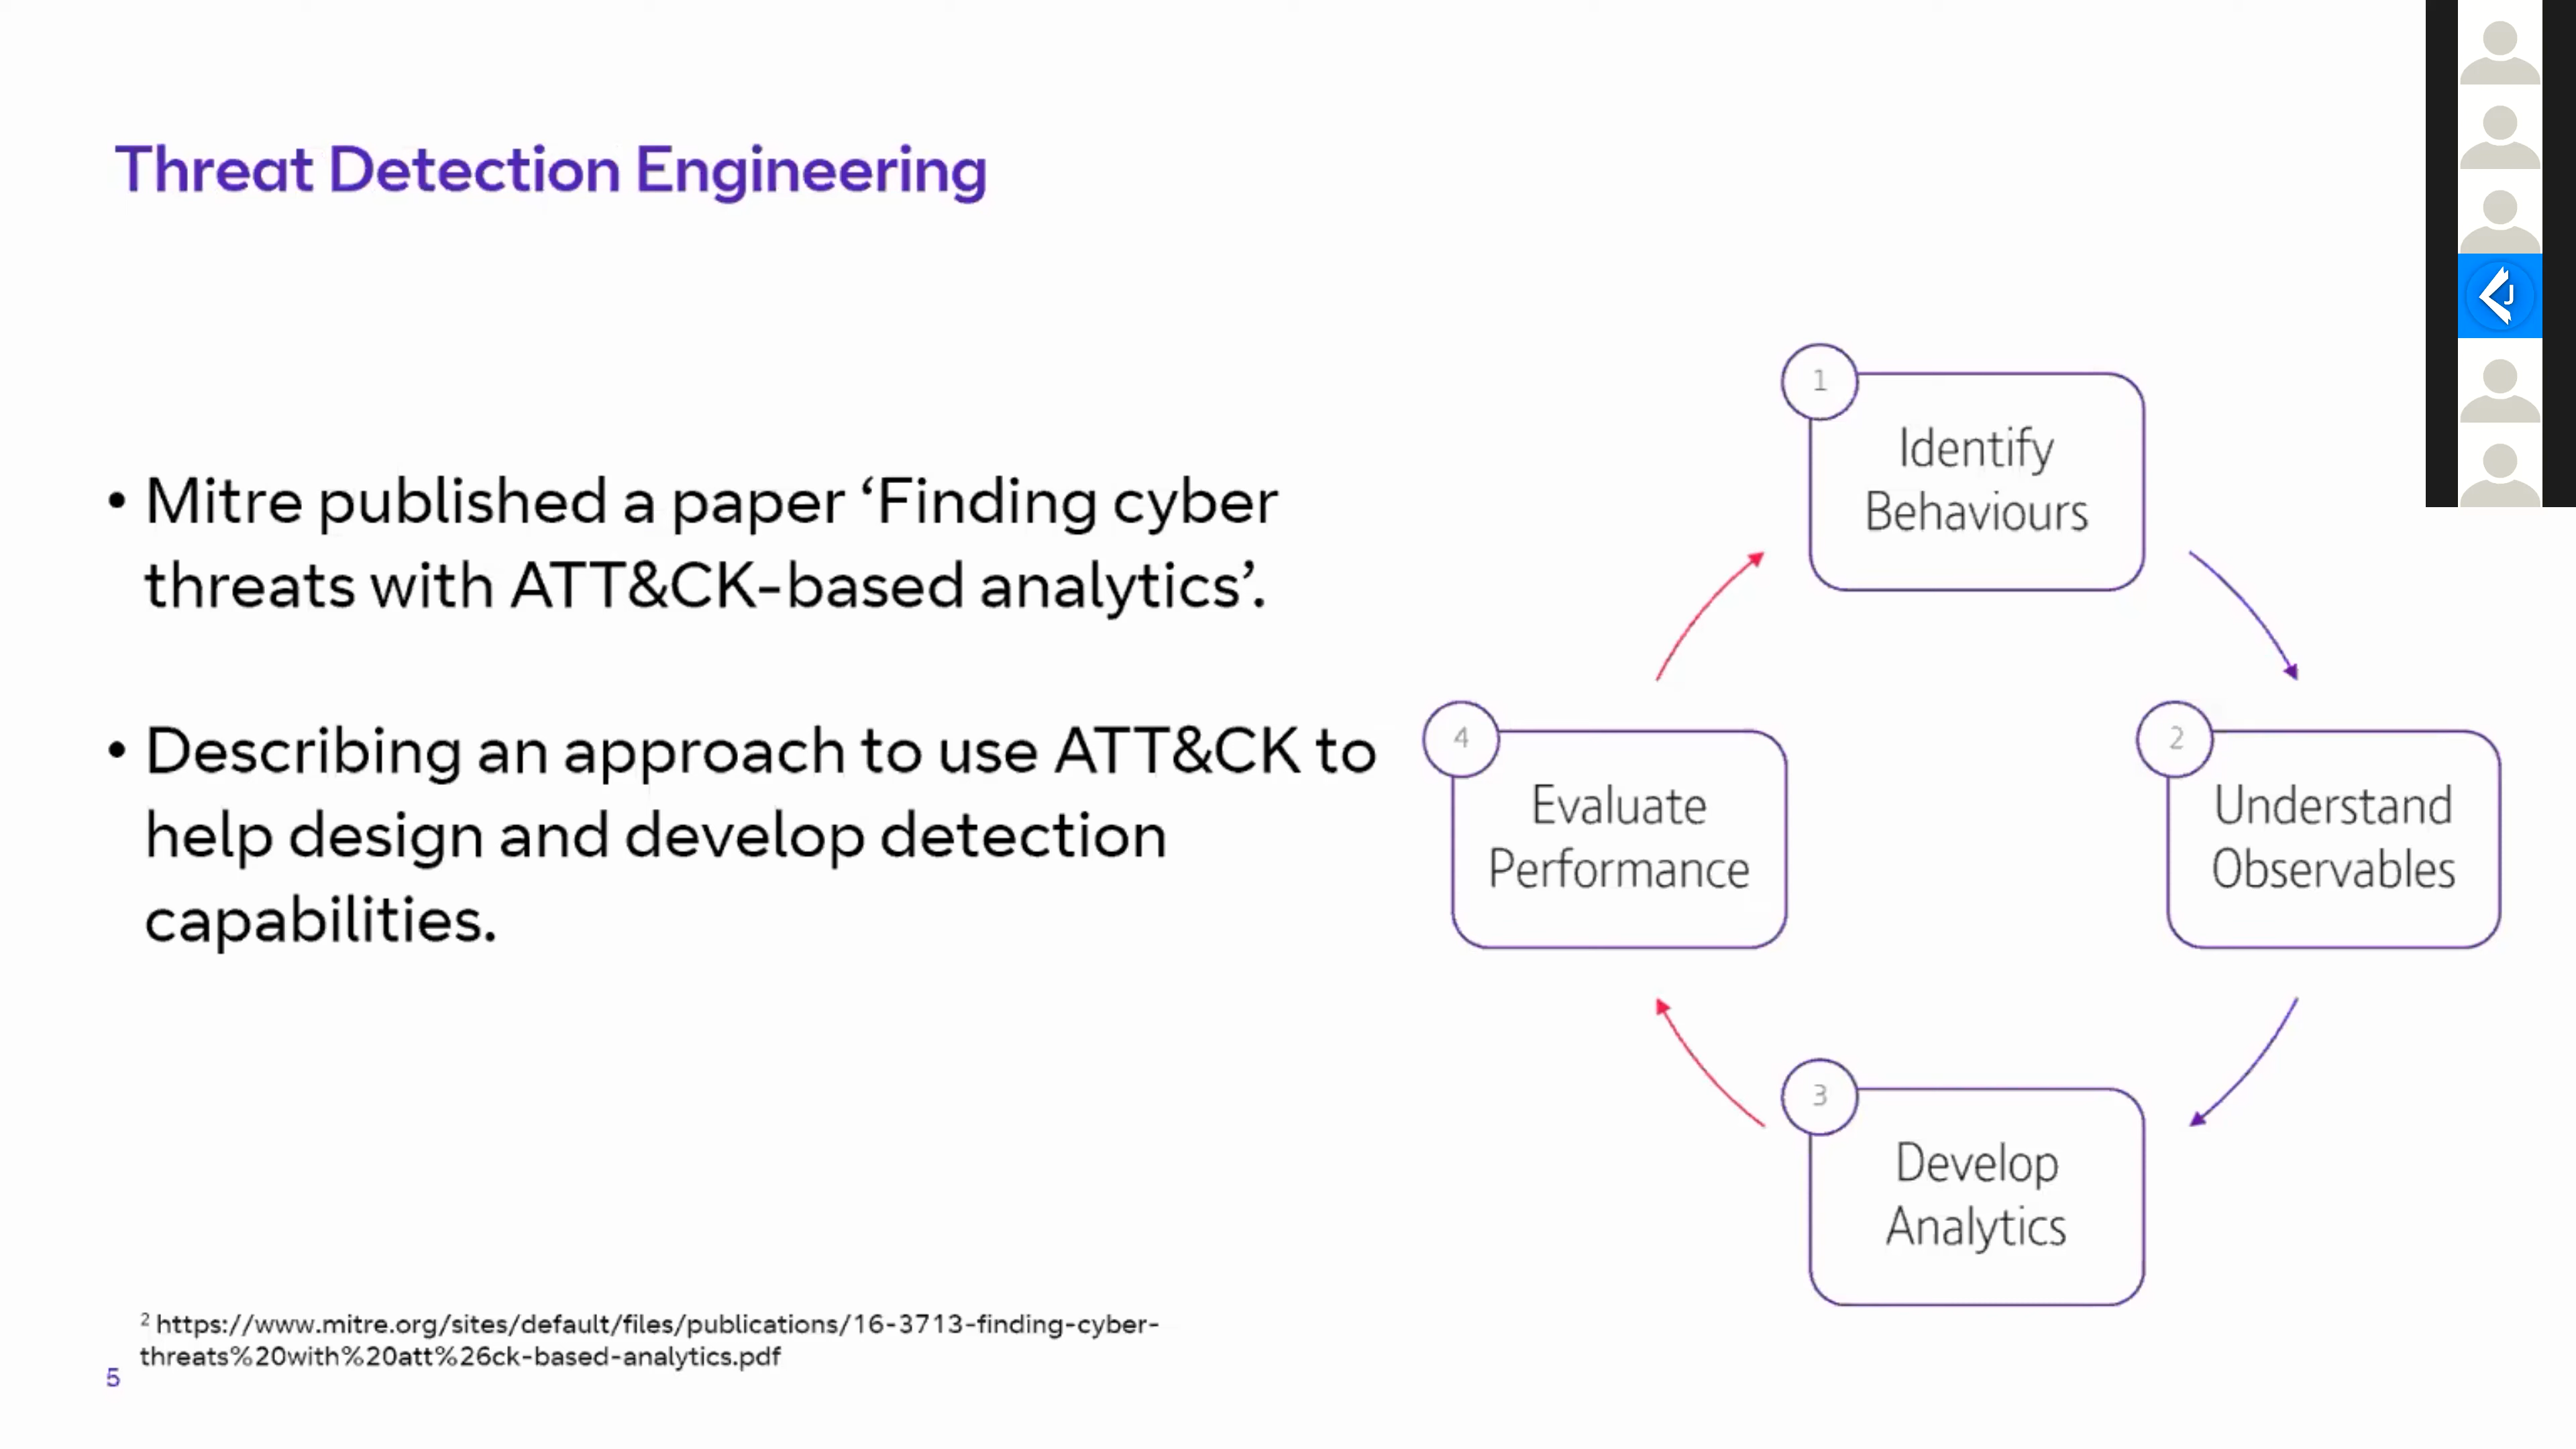 Threat Detection Engineering
• Mitre published a paper ‘Finding cyber
threats with ATT&CK-based analytics’.
• Describing an approach to use ATT&CK to
help design and develop detection
capabilities.
1
Identify
Behaviours
2
Understand
Observables
3
Develop
Analytics
4
Evaluate
Performance
² https://www.mitre.org/sites/default/files/publications/16-3713-finding-cyber-
threats%20with%20att%26ck-based-analytics.pdf
5
J